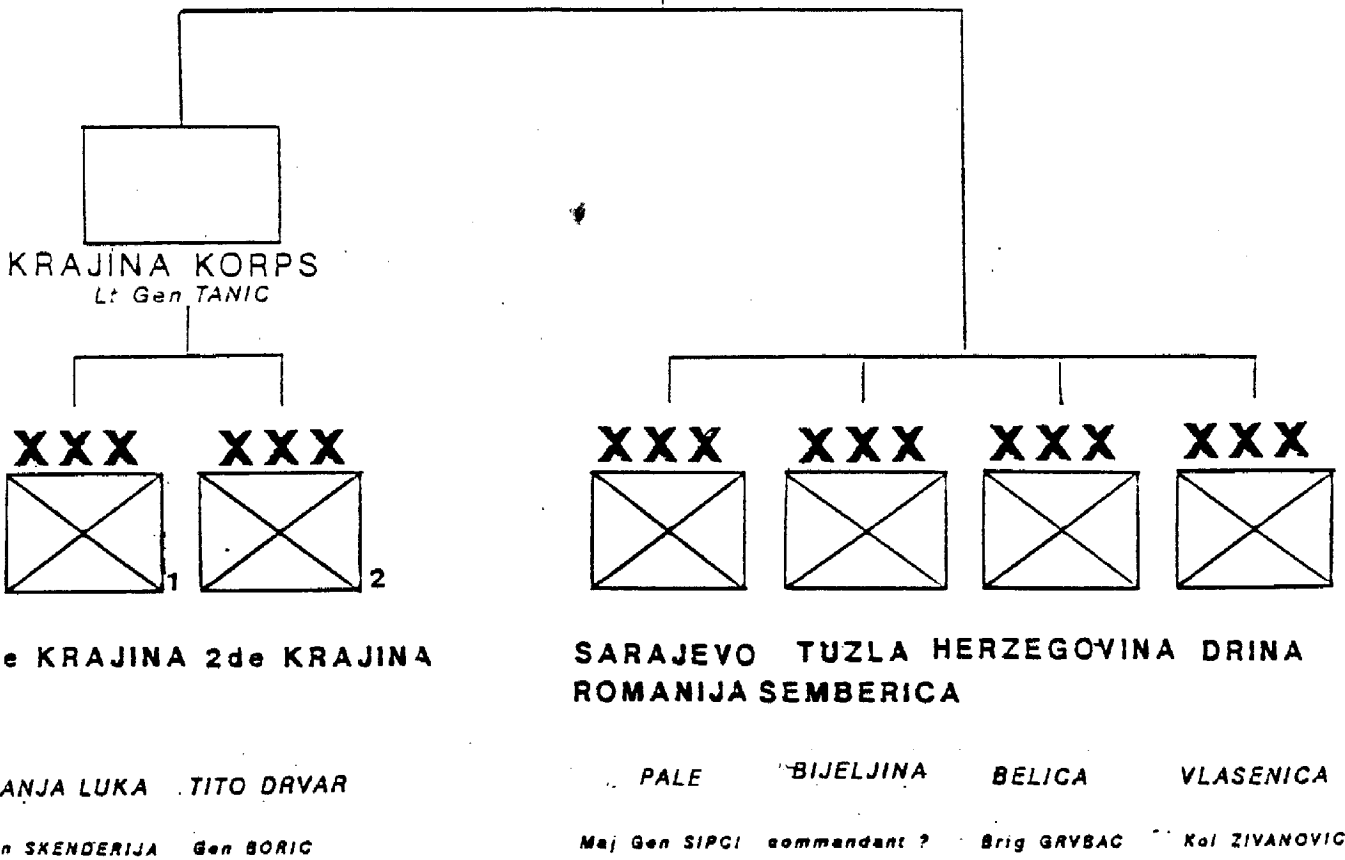 KRAJINA KORPS
Lt Gen TANIC
XXX XXX XXX XXX XXX XXX
1 2
e KRAJINA 2de KRAJINA
SARAJEVO TUZLA HERZEGOVINA DRINA
ROMANIJA SEMBERICA
ANJA LUKA TITO DRVAR
PALE BIJELJINA BELICA VLASENICA
n SKENDERIJA Gen BORIC
Maj Gen SIPCI commandant ? Brig GRVBAC Kol ZIVANOVIC